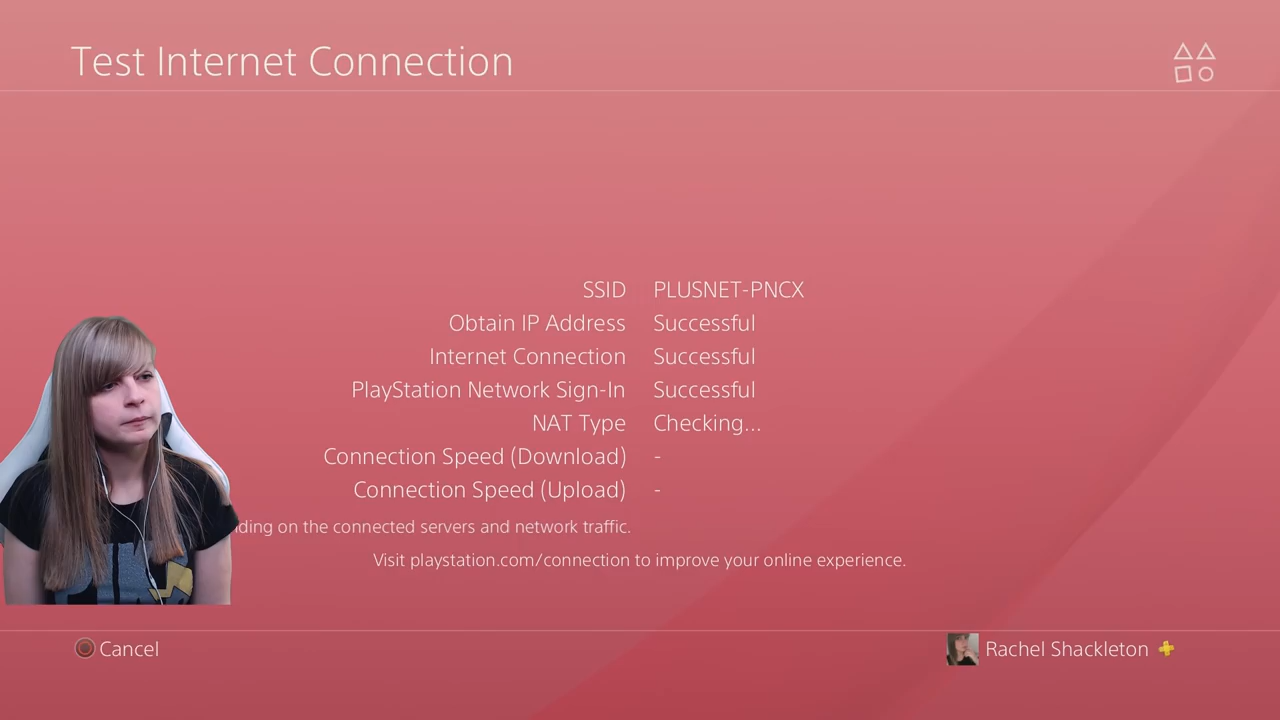 Test Internet Connection
SSID PLUSNET-PNCX
Obtain IP Address Successful
Internet Connection Successful
PlayStation Network Sign-In Successful
NAT Type Checking...
Connection Speed (Download) -
Connection Speed (Upload) -
on the connected servers and network traffic.
Visit playstation.com/connection to improve your online experience.
Cancel
Rachel Shackleton